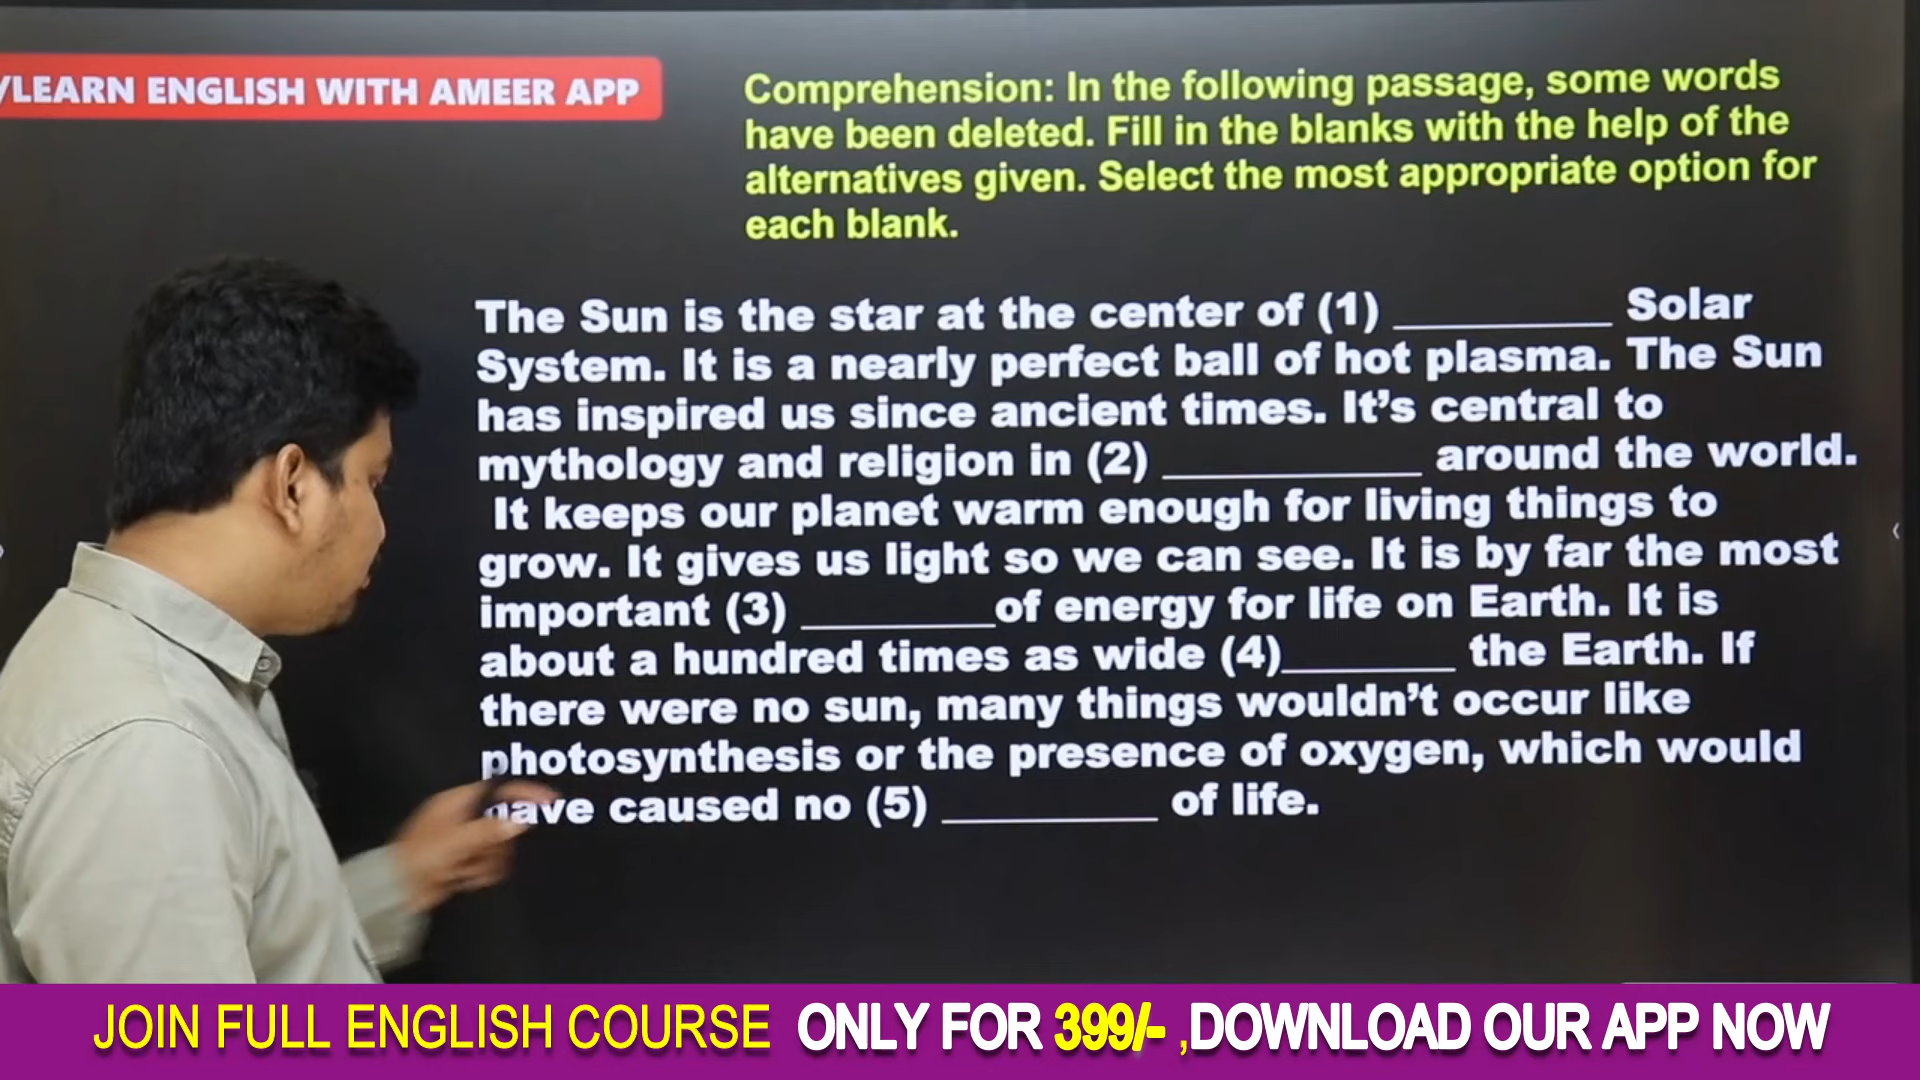 /LEARN ENGLISH WITH AMEER APP
Comprehension: In the following passage, some words
have been deleted. Fill in the blanks with the help of the
alternatives given. Select the most appropriate option for
each blank.
The Sun is the star at the center of (1) __________ Solar
System. It is a nearly perfect ball of hot plasma. The Sun
has inspired us since ancient times. It’s central to
mythology and religion in (2) ____________ around the world.
It keeps our planet warm enough for living things to
grow. It gives us light so we can see. It is by far the most
important (3) _________of energy for life on Earth. It is
about a hundred times as wide (4)________ the Earth. If
there were no sun, many things wouldn’t occur like
photosynthesis or the presence of oxygen, which would
have caused no (5) __________ of life.
JOIN FULL ENGLISH COURSE ONLY FOR 399/- ,DOWNLOAD OUR APP NOW